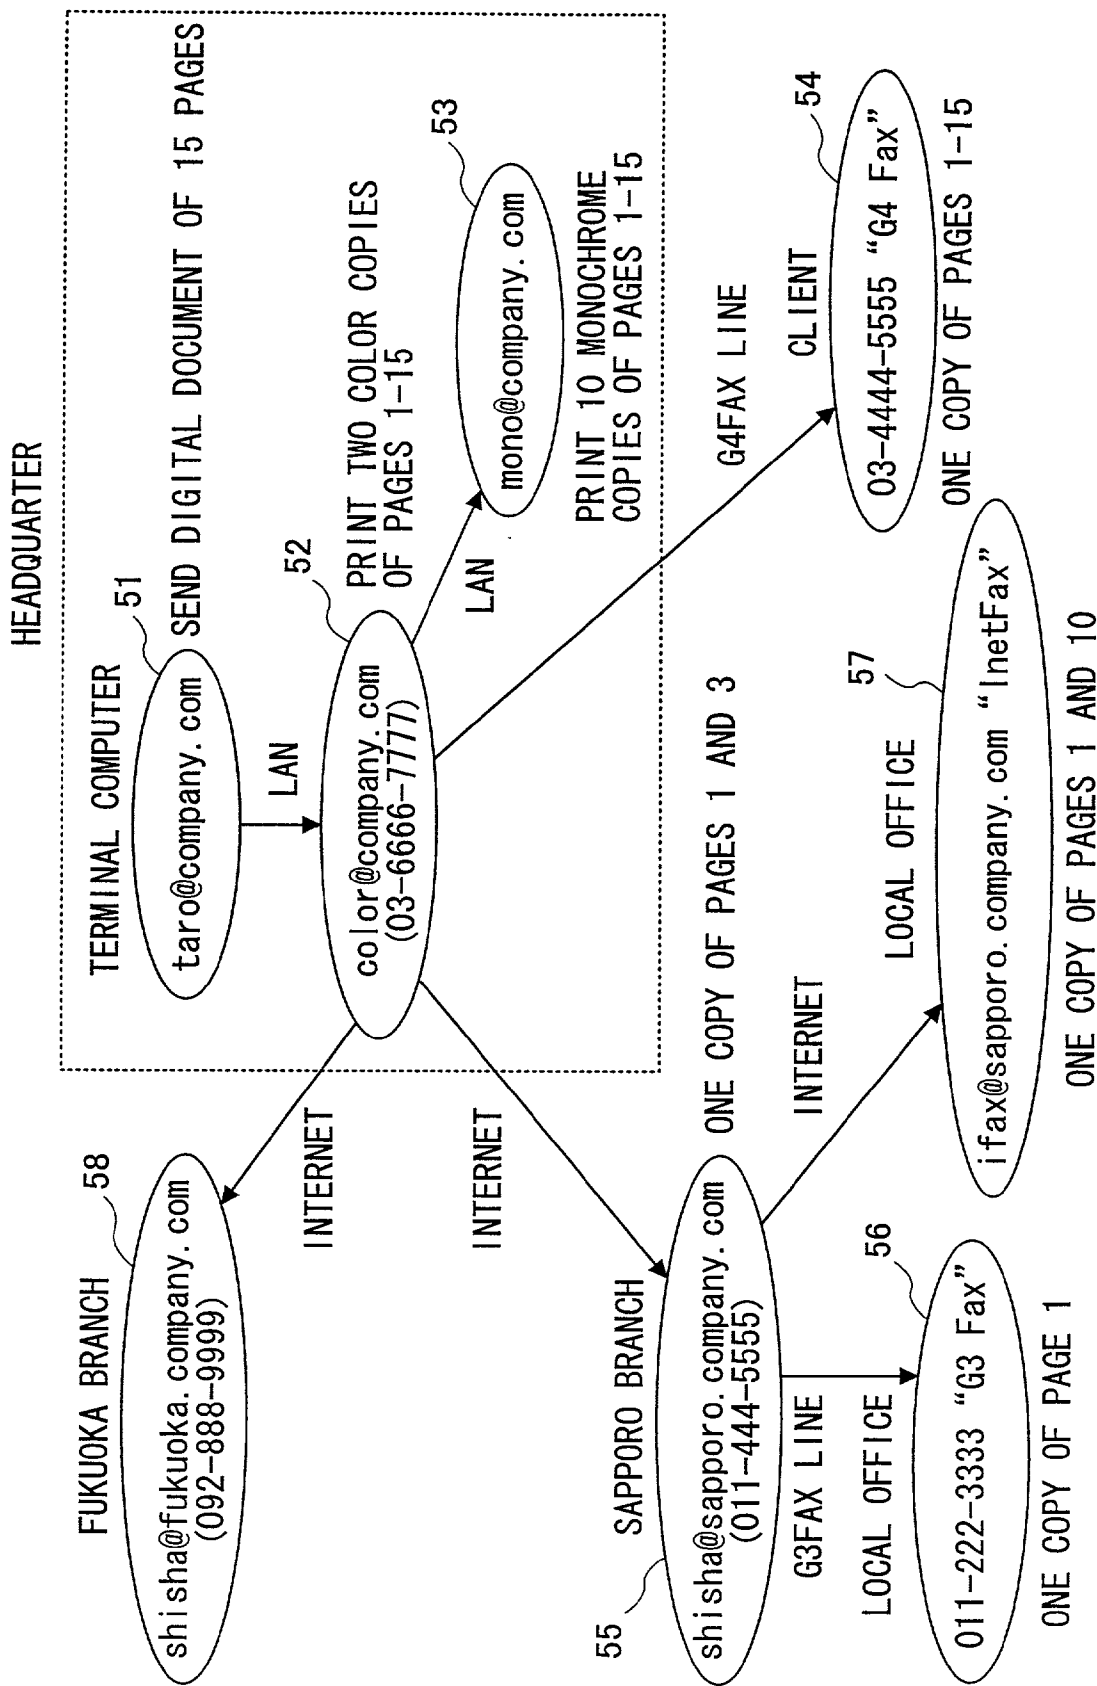 HEADQUARTER
TERMINAL COMPUTER
51
taro@company.com
SEND DIGITAL DOCUMENT OF 15 PAGES
LAN
52
color@company.com
(03-6666-7777)
PRINT TWO COLOR COPIES
OF PAGES 1-15
LAN
53
mono@company.com
PRINT 10 MONOCHROME
COPIES OF PAGES 1-15
FUKUOKA BRANCH
58
shisha@fukuoka.company.com
(092-888-9999)
INTERNET
INTERNET
G4FAX LINE
CLIENT
54
03-4444-5555 “G4 Fax”
ONE COPY OF PAGES 1-15
SAPPORO BRANCH
55
shisha@sapporo.company.com
(011-444-5555)
ONE COPY OF PAGES 1 AND 3
G3FAX LINE
INTERNET
LOCAL OFFICE
56
011-222-3333 “G3 Fax”
ONE COPY OF PAGE 1
LOCAL OFFICE
57
ifax@sapporo.company.com “InetFax”
ONE COPY OF PAGES 1 AND 10